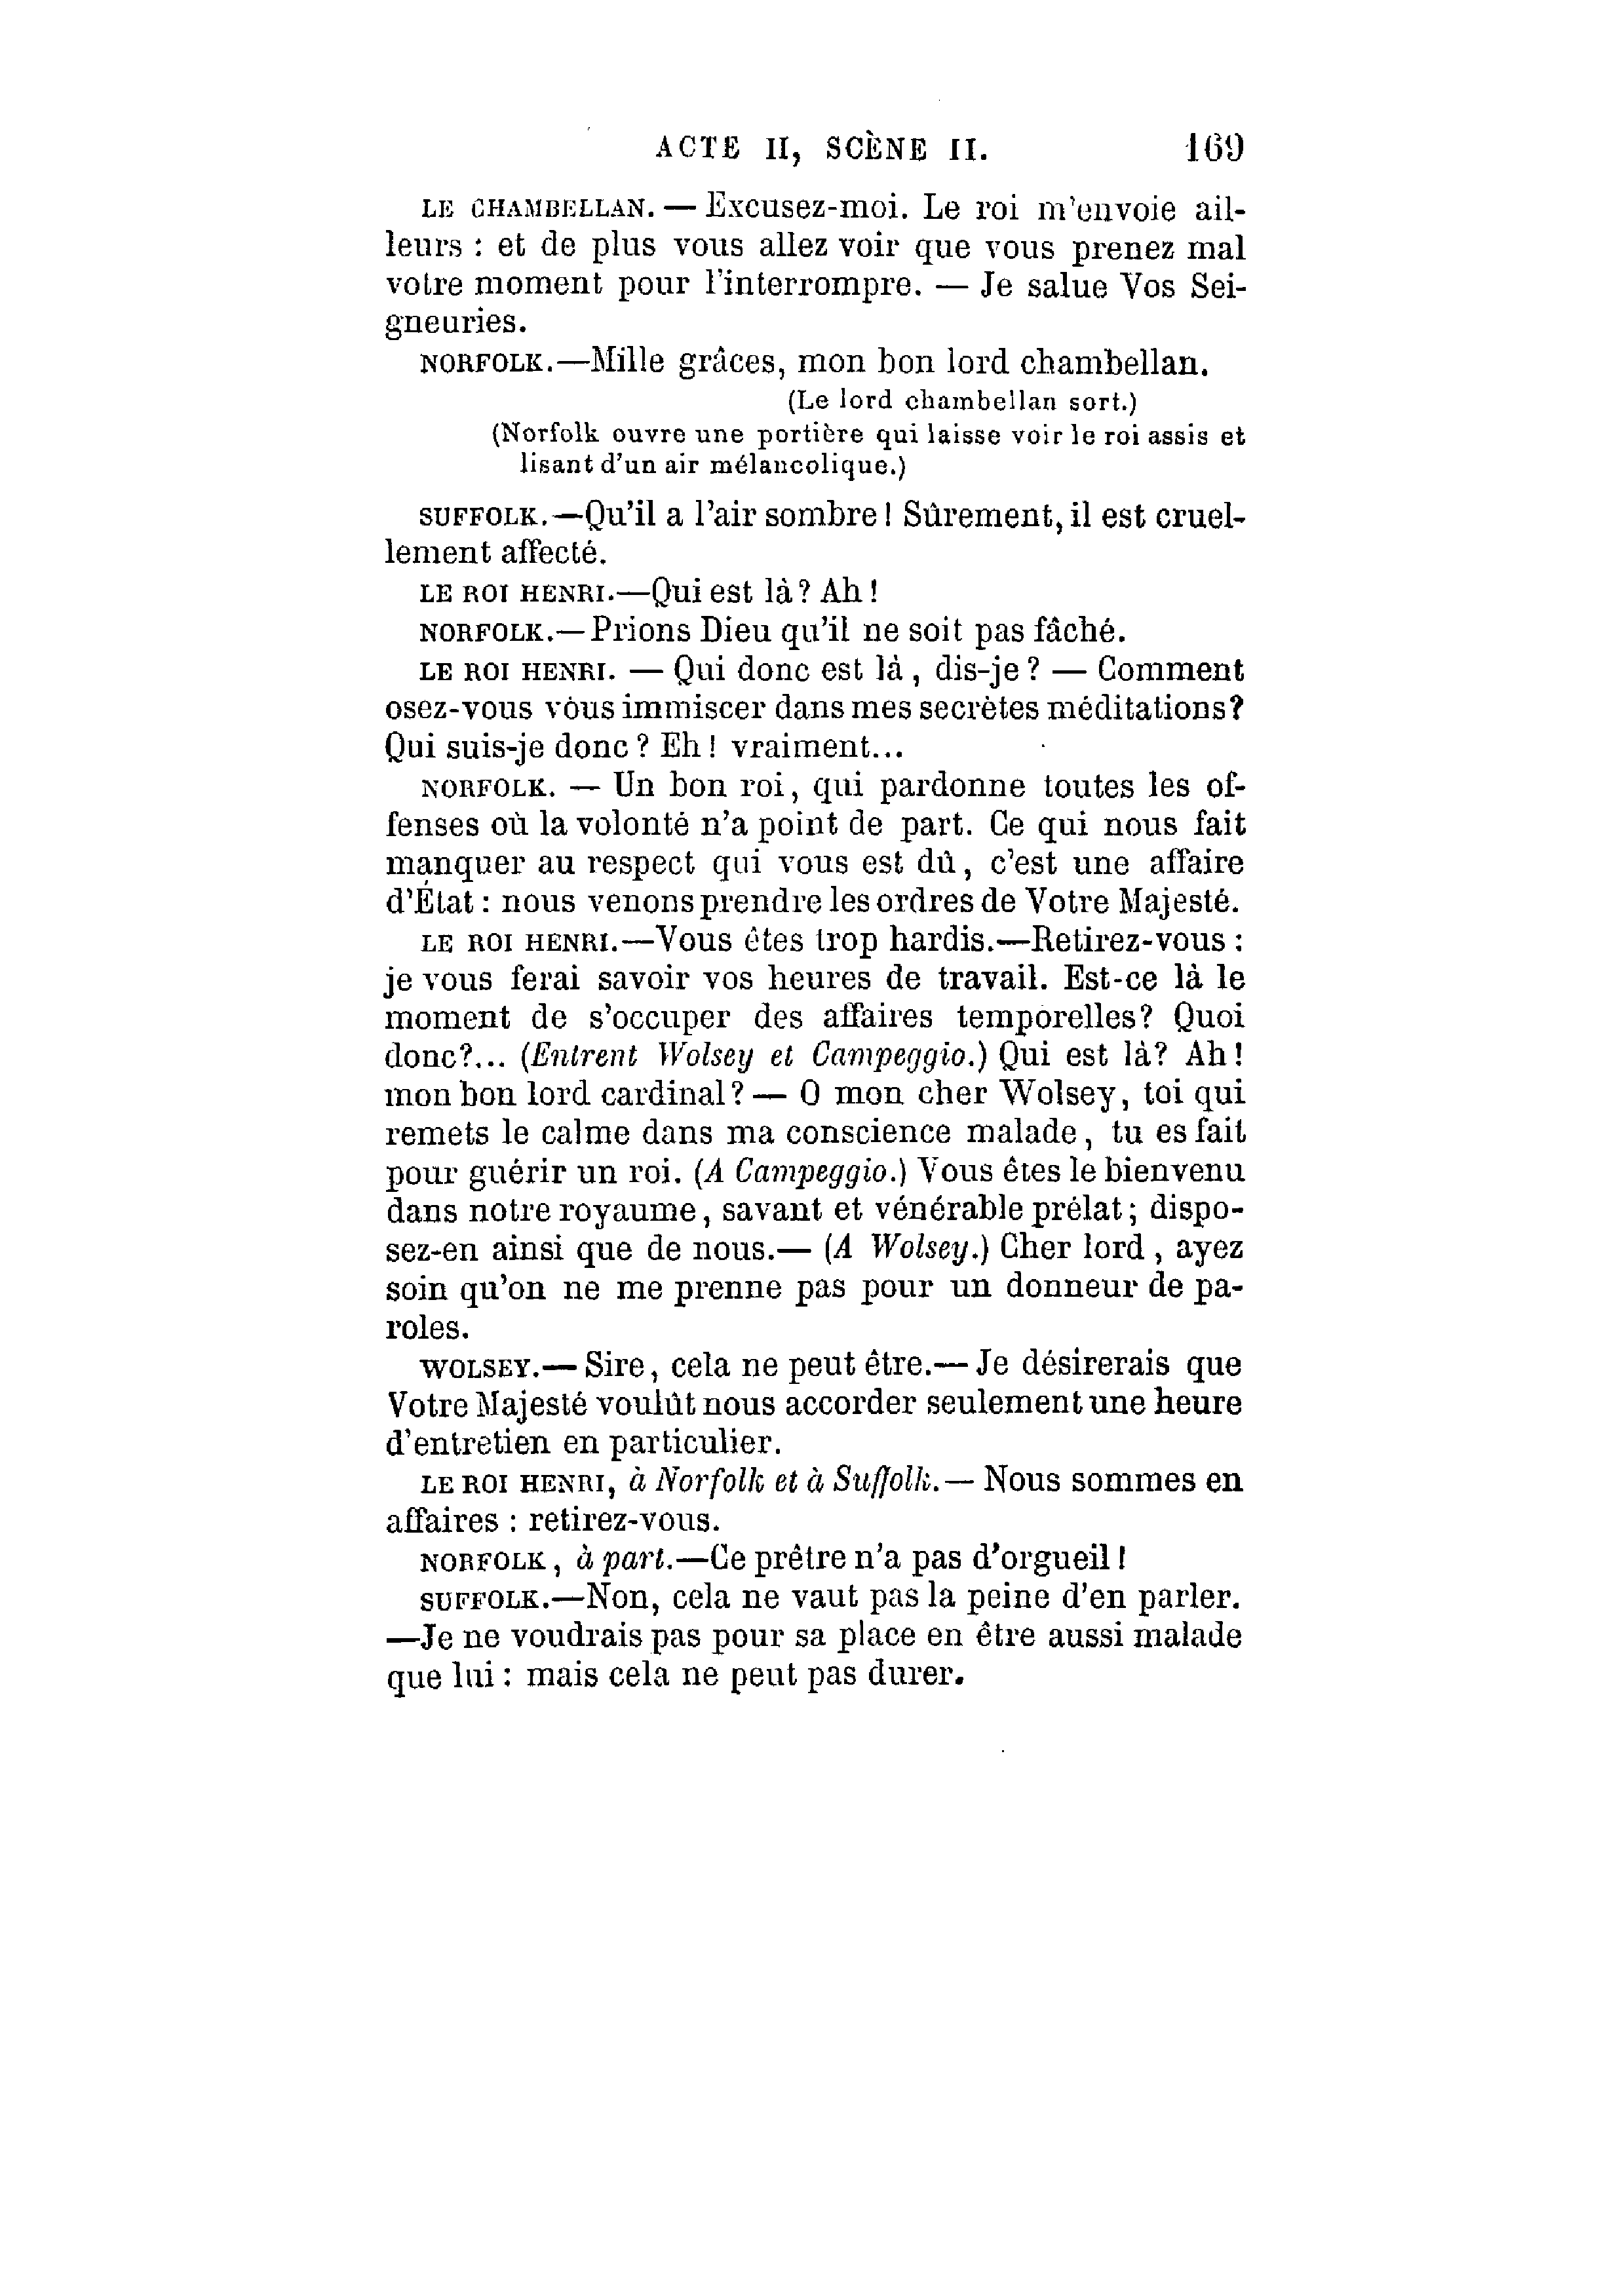 ACTE II, SCÈNE II. 169
LE CHAMBELLAN. — Excusez-moi. Le roi m'envoie ail-
leurs : et de plus vous allez voir que vous prenez mal
votre moment pour l'interrompre. — Je salue Vos Sei-
gneuries.
NORFOLK.—Mille grâces, mon bon lord chambellan.
(Le lord chambellan sort.)
(Norfolk ouvre une portière qui laisse voir le roi assis et
lisant d'un air mélancolique.)
SUFFOLK.—Qu'il a l'air sombre ! Sûrement, il est cruel-
lement affecté.
LE ROI HENRI.—Qui est là ? Ah !
NORFOLK.—Prions Dieu qu'il ne soit pas fâché.
LE ROI HENRI. — Qui donc est là , dis-je ? — Comment
osez-vous vous immiscer dans mes secrètes méditations?
Qui suis-je donc ? Eh ! vraiment...
NORFOLK. — Un bon roi, qui pardonne toutes les of-
fenses où la volonté n'a point de part. Ce qui nous fait
manquer au respect qui vous est dû, c'est une affaire
d'État : nous venons prendre les ordres de Votre Majesté.
LE ROI HENRI.—Vous êtes trop hardis.—Retirez-vous :
je vous ferai savoir vos heures de travail. Est-ce là le
moment de s'occuper des affaires temporelles? Quoi
donc?... (Entrent Wolsey et Campeggio.) Qui est là? Ah!
mon bon lord cardinal ? — O mon cher Wolsey, toi qui
remets le calme dans ma conscience malade, tu es fait
pour guérir un roi. (A Campeggio.) Vous êtes le bienvenu
dans notre royaume, savant et vénérable prélat ; dispo-
sez-en ainsi que de nous.— (A Wolsey.) Cher lord , ayez
soin qu'on ne me prenne pas pour un donneur de pa-
roles.
WOLSEY.— Sire, cela ne peut être.— Je désirerais que
Votre Majesté voulût nous accorder seulement une heure
d'entretien en particulier.
LE ROI HENRI, à Norfolk et à Suffolk.— Nous sommes en
affaires : retirez-vous.
NORFOLK, à part.—Ce prêtre n'a pas d'orgueil !
SUFFOLK.—Non, cela ne vaut pas la peine d'en parler.
—Je ne voudrais pas pour sa place en être aussi malade
que lui : mais cela ne peut pas durer.